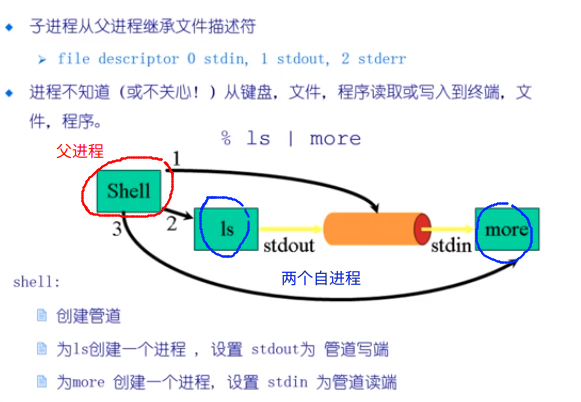 子进程从父进程继承文件描述符
file descriptor 0 stdin, 1 stdout, 2 stderr
进程不知道（或不关心！）从键盘，文件，程序读取或写入到终端，文
件，程序。
% ls | more
父进程
1
Shell
2
3
ls
stdout
stdin
more
两个自进程
shell:
创建管道
为ls创建一个进程 ，设置 stdout为 管道写端
为more 创建一个进程，设置 stdin 为管道读端